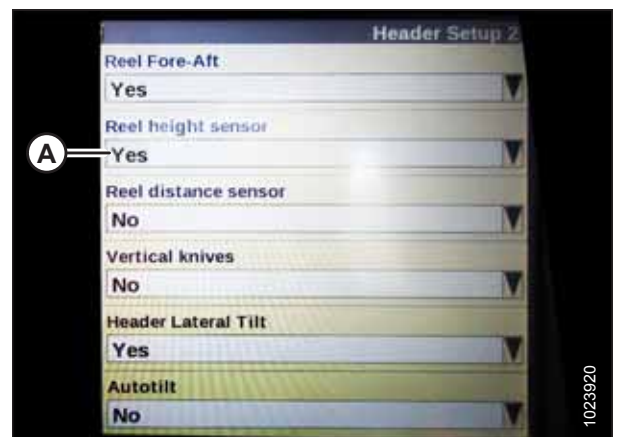 Header Setup 2
Reel Fore-Aft
Yes
Reel height sensor
A
Yes
Reel distance sensor
No
Vertical knives
No
Header Lateral Tilt
Yes
Autotilt
No
1023920